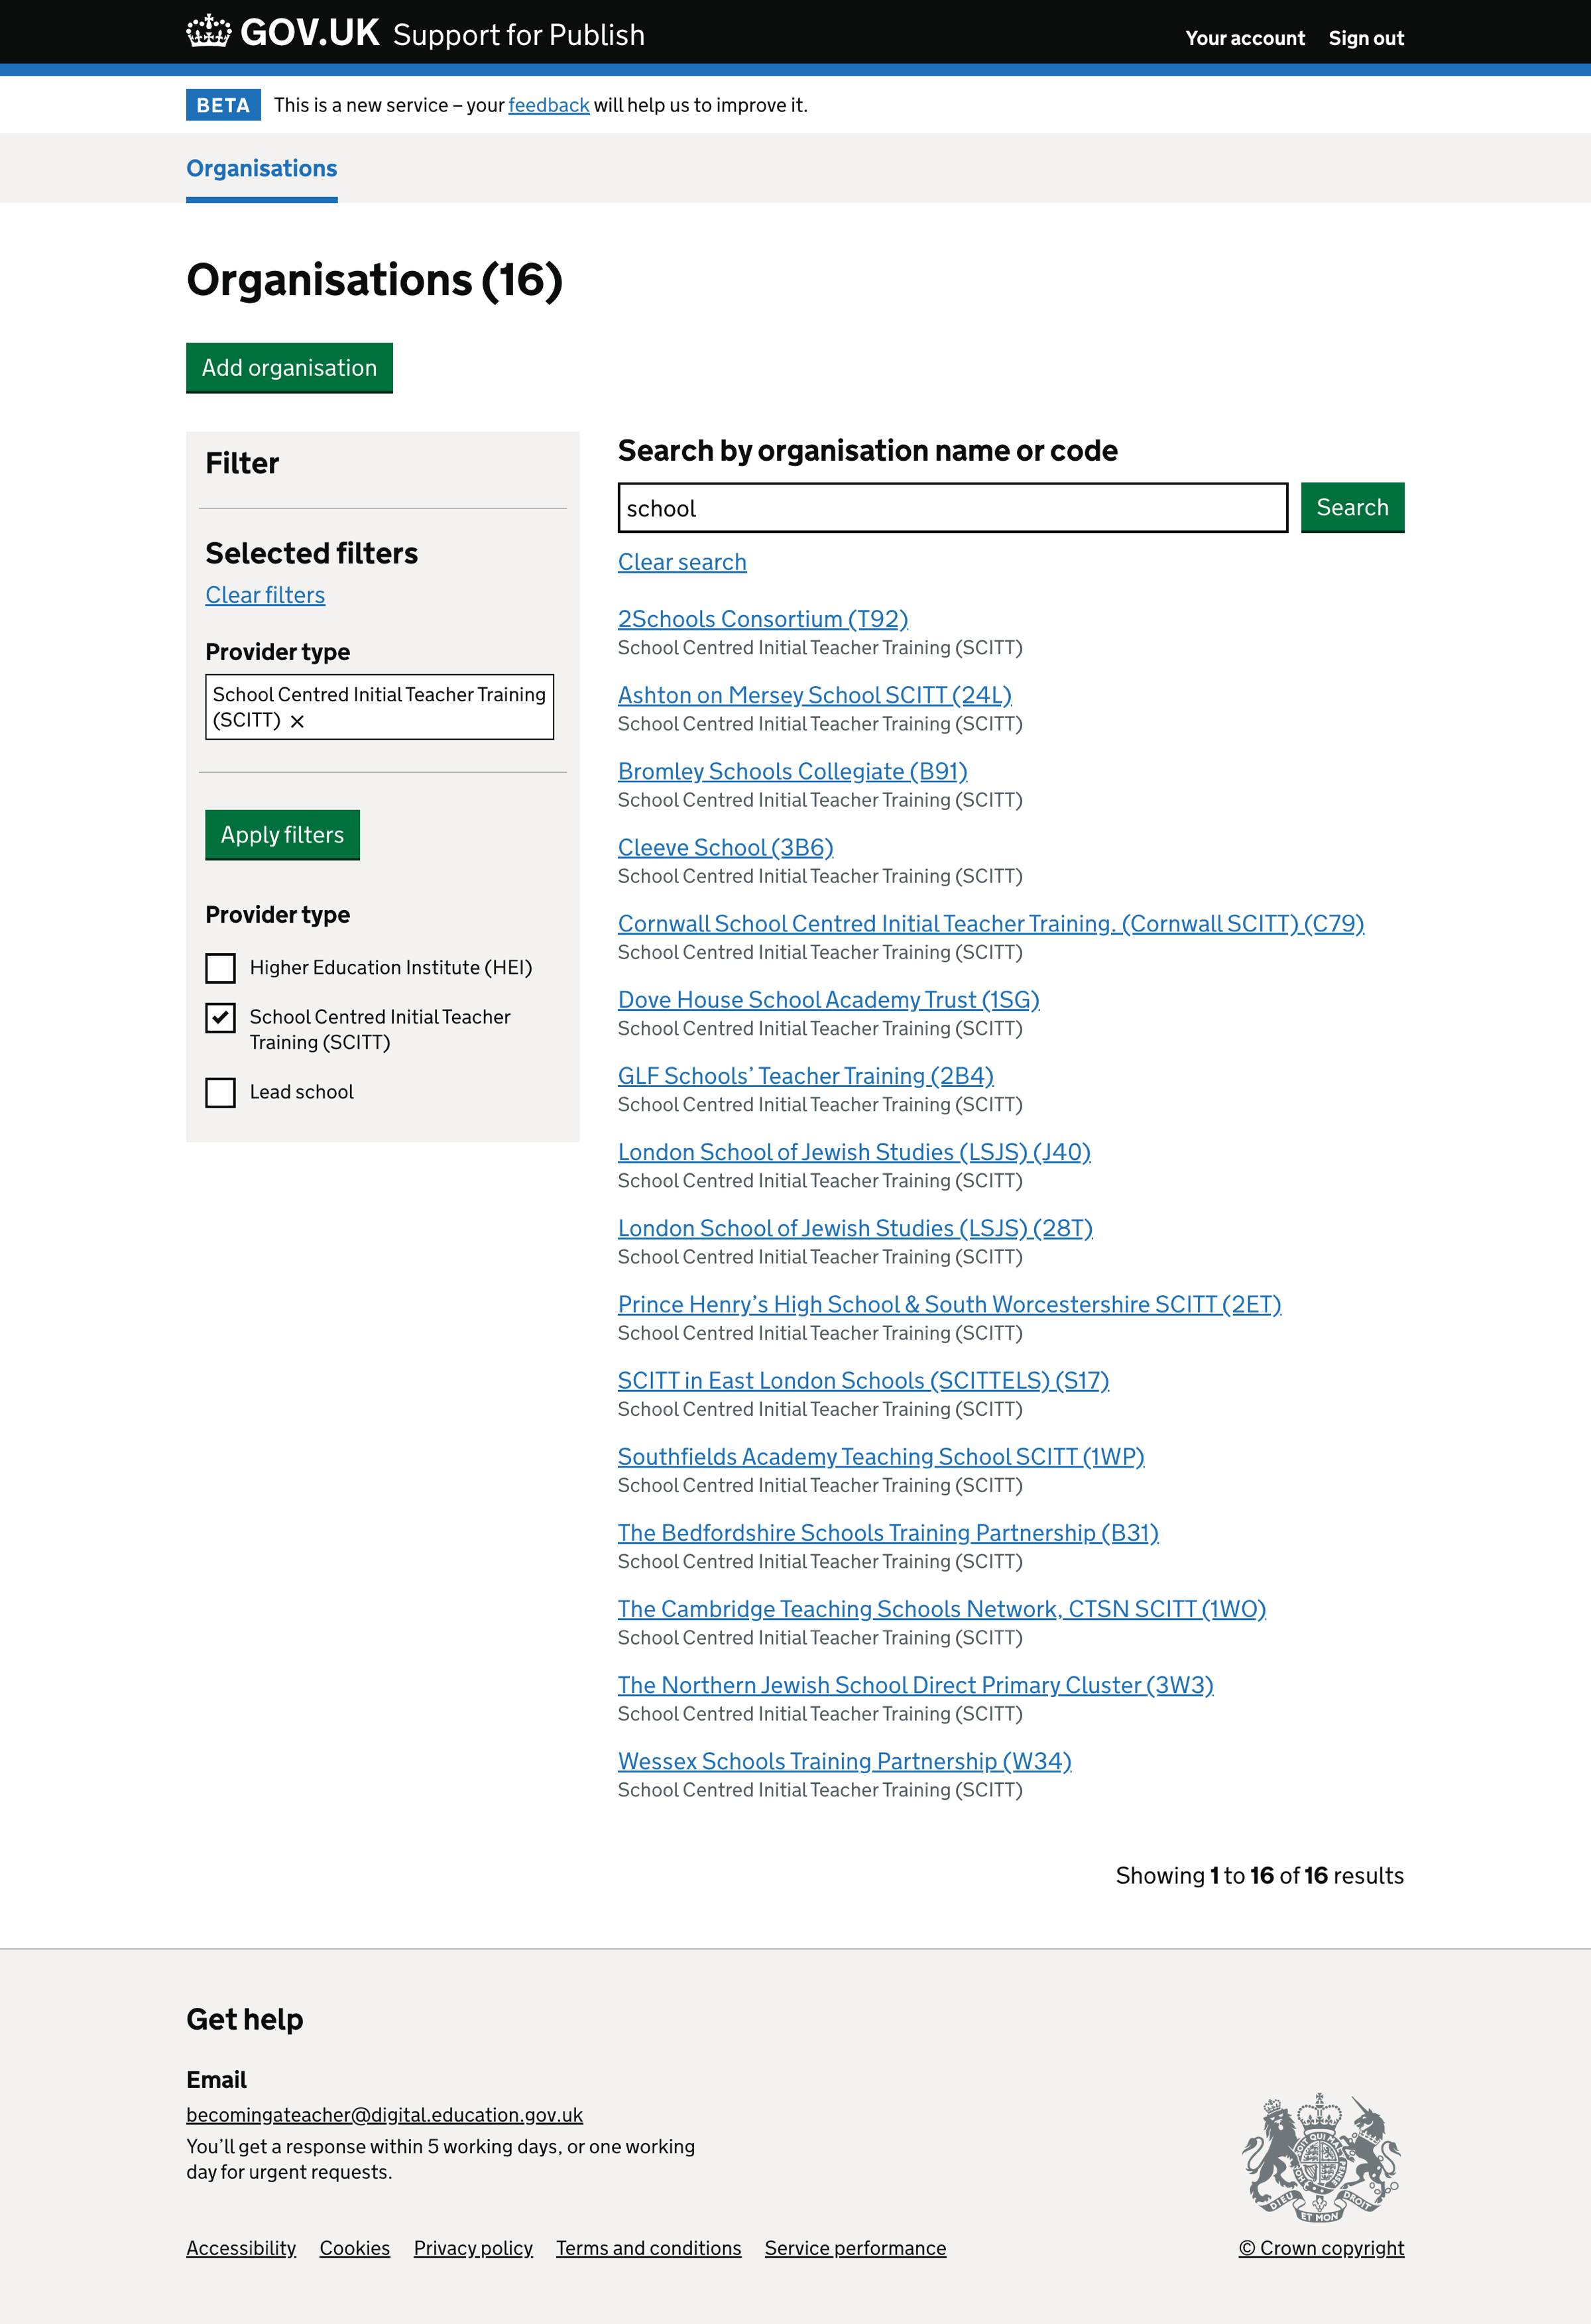 GOV.UK Support for Publish
Your account Sign out
BETA This is a new service – your feedback will help us to improve it.
Organisations
Organisations (16)
Add organisation
Filter
Selected filters
Clear filters
Provider type
School Centred Initial Teacher Training
(SCITT) ×
Apply filters
Provider type
Higher Education Institute (HEI)
School Centred Initial Teacher
Training (SCITT)
Lead school
Search by organisation name or code
school
Search
Clear search
2Schools Consortium (T92)
School Centred Initial Teacher Training (SCITT)
Ashton on Mersey School SCITT (24L)
School Centred Initial Teacher Training (SCITT)
Bromley Schools Collegiate (B91)
School Centred Initial Teacher Training (SCITT)
Cleeve School (3B6)
School Centred Initial Teacher Training (SCITT)
Cornwall School Centred Initial Teacher Training. (Cornwall SCITT) (C79)
School Centred Initial Teacher Training (SCITT)
Dove House School Academy Trust (1SG)
School Centred Initial Teacher Training (SCITT)
GLF Schools’ Teacher Training (2B4)
School Centred Initial Teacher Training (SCITT)
London School of Jewish Studies (LSJS) (J40)
School Centred Initial Teacher Training (SCITT)
London School of Jewish Studies (LSJS) (28T)
School Centred Initial Teacher Training (SCITT)
Prince Henry’s High School & South Worcestershire SCITT (2ET)
School Centred Initial Teacher Training (SCITT)
SCITT in East London Schools (SCITTELS) (S17)
School Centred Initial Teacher Training (SCITT)
Southfields Academy Teaching School SCITT (1WP)
School Centred Initial Teacher Training (SCITT)
The Bedfordshire Schools Training Partnership (B31)
School Centred Initial Teacher Training (SCITT)
The Cambridge Teaching Schools Network, CTSN SCITT (1WO)
School Centred Initial Teacher Training (SCITT)
The Northern Jewish School Direct Primary Cluster (3W3)
School Centred Initial Teacher Training (SCITT)
Wessex Schools Training Partnership (W34)
School Centred Initial Teacher Training (SCITT)
Showing 1 to 16 of 16 results
Get help
Email
becomingateacher@digital.education.gov.uk
You’ll get a response within 5 working days, or one working
day for urgent requests.
DIEU ET MON DROIT
Accessibility Cookies Privacy policy Terms and conditions Service performance
© Crown copyright